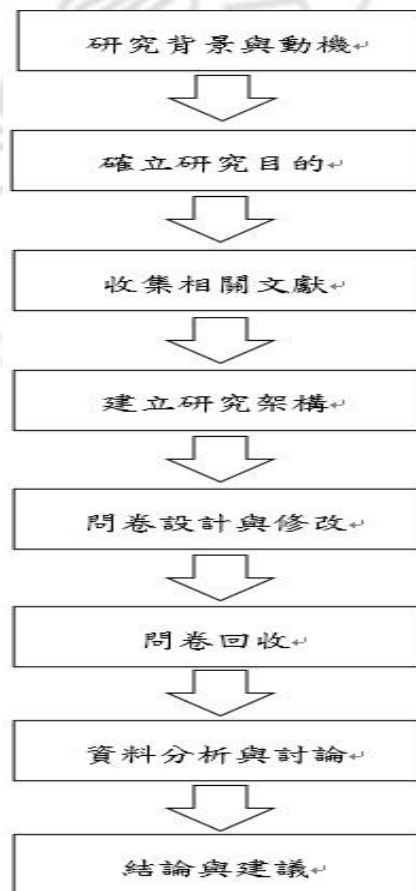 研究背景與動機
確立研究目的
收集相關文獻
建立研究架構
問卷設計與修改
問卷回收
資料分析與討論
結論與建議